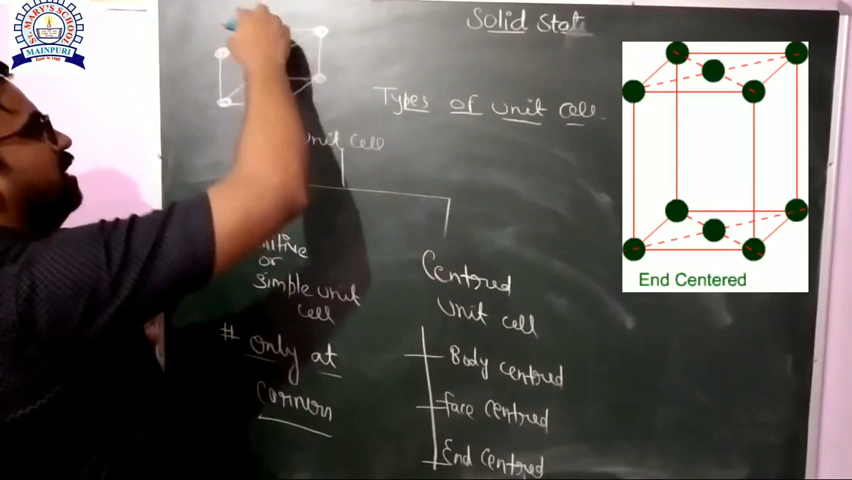 ST. MARY'S SCHOOL
MAINPURI
Solid State
Types of unit cell.
unit cell
or
simple unit
cell
# Only at
corners
Centred
unit cell
Body centred
face centred
End centred
End Centered